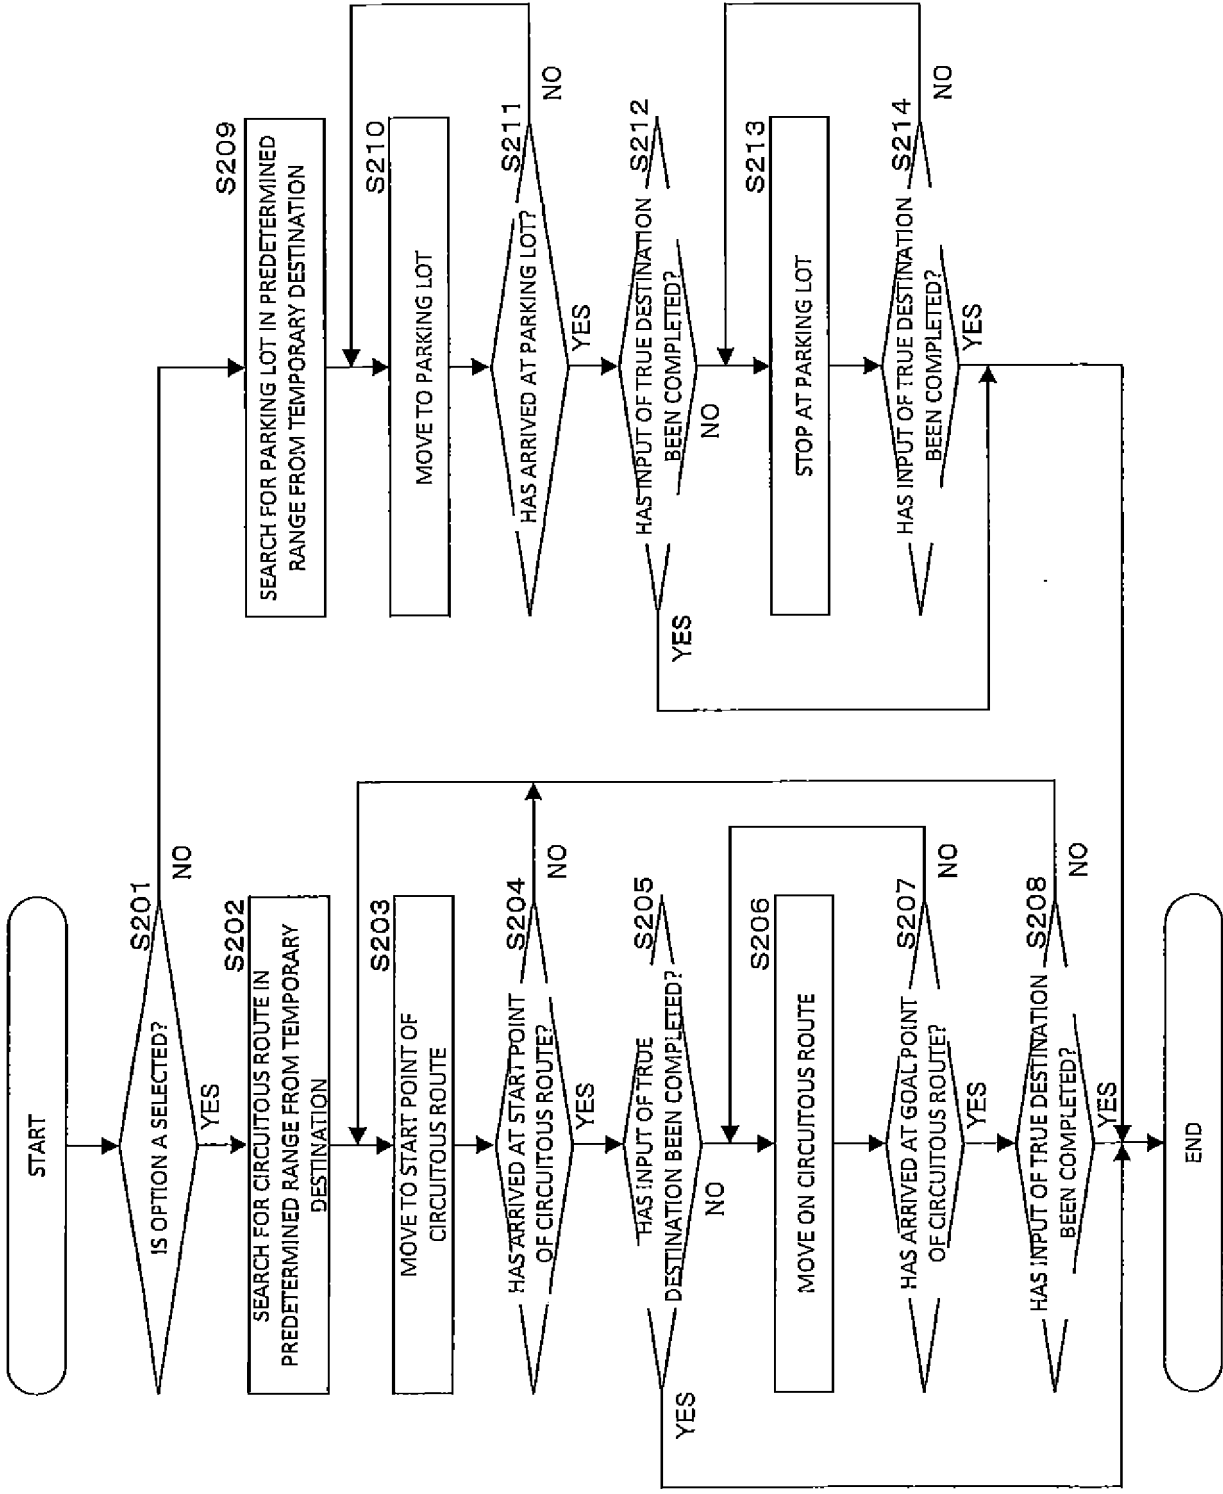 START
S201
IS OPTION A SELECTED?
NO
YES
S202
SEARCH FOR CIRCUITOUS ROUTE IN
PREDETERMINED RANGE FROM TEMPORARY
DESTINATION
S203
MOVE TO START POINT OF
CIRCUITOUS ROUTE
S204
HAS ARRIVED AT START POINT
OF CIRCUITOUS ROUTE?
NO
YES
S205
HAS INPUT OF TRUE
DESTINATION BEEN COMPLETED?
YES
NO
S206
MOVE ON CIRCUITOUS ROUTE
S207
HAS ARRIVED AT GOAL POINT
OF CIRCUITOUS ROUTE?
NO
YES
S208
HAS INPUT OF TRUE DESTINATION
BEEN COMPLETED?
NO
YES
END
S209
SEARCH FOR PARKING LOT IN PREDETERMINED
RANGE FROM TEMPORARY DESTINATION
S210
MOVE TO PARKING LOT
S211
HAS ARRIVED AT PARKING LOT?
NO
YES
S212
HAS INPUT OF TRUE DESTINATION
BEEN COMPLETED?
YES
NO
S213
STOP AT PARKING LOT
S214
HAS INPUT OF TRUE DESTINATION
BEEN COMPLETED?
NO
YES